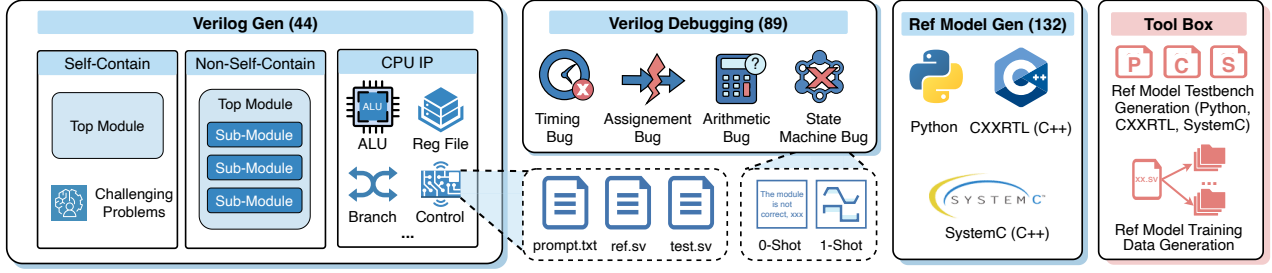 Verilog Gen (44)
Self-Contain
Top Module
Challenging
Problems
Non-Self-Contain
Top Module
Sub-Module
Sub-Module
Sub-Module
CPU IP
ALU
ALU
Reg File
Branch
Control
...
prompt.txt
ref.sv
test.sv
Verilog Debugging (89)
?
Timing
Bug
Assignement
Bug
Arithmetic
Bug
State
Machine Bug
The module
is not
correct, xxx
0-Shot
1-Shot
Ref Model Gen (132)
C++
Python
CXXRTL (C++)
SYSTEM C
SystemC (C++)
Tool Box
P
C
S
Ref Model Testbench
Generation (Python,
CXXRTL, SystemC)
XX.SV
...
Ref Model Training
Data Generation